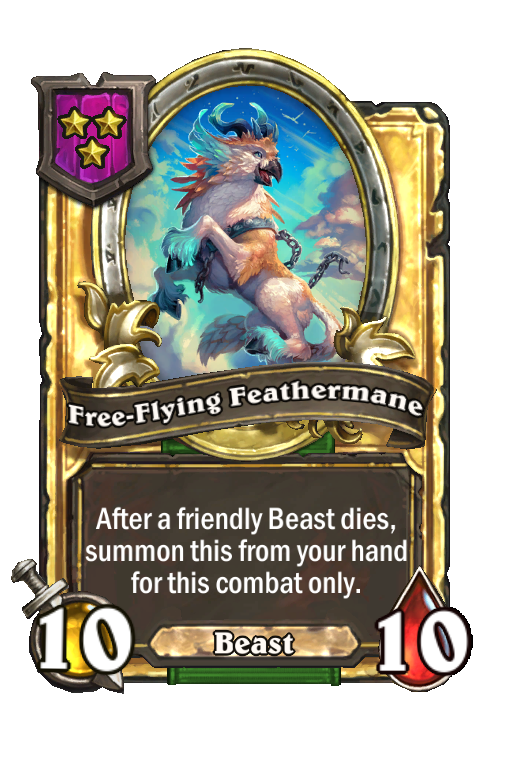 Free-Flying Feathermane
After a friendly Beast dies,
summon this from your hand
for this combat only.
10
Beast
10